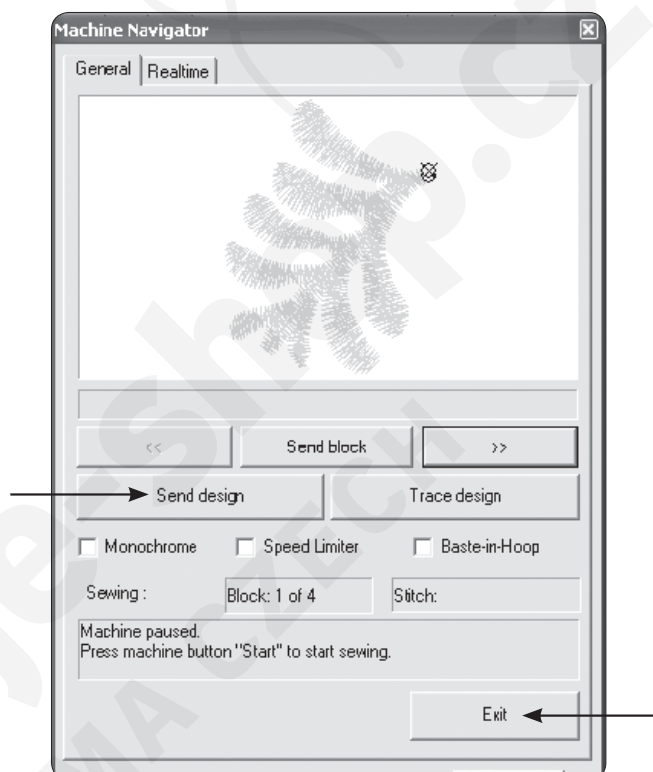 Machine Navigator
General Realtime
<< Send block >>
Send design Trace design
Monochrome Speed Limiter Baste-in-Hoop
Sewing : Block: 1 of 4 Stitch:
Machine paused.
Press machine button "Start" to start sewing.
Exit